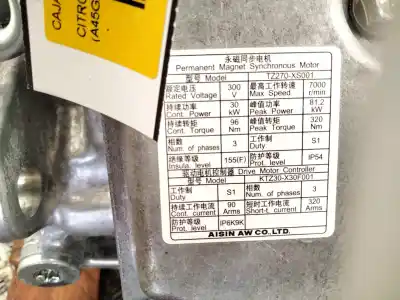 CAJA
CITRO
(A45G
永磁同步电机
Permanent Magnet Synchronous Motor
型号 Model TZ270-XS001
额定电压 Rated Voltage 300 V 最高工作转速 Max Speed 7000 r/min
持续功率 Cont. Power 30 kW 峰值功率 Peak Power 81.2 kW
持续转矩 Cont. Torque 96 Nm 峰值转矩 Peak Torque 320 Nm
相数 Num. of phases 3 工作制 Duty S1
绝缘等级 Insula. level 155(F) 防护等级 Prot. level IP54
驱动电机控制器 Drive Motor Controller
型号 Model KTZ30-X30F001
工作制 Duty S1 相数 Num. of phases 3
持续工作电流 Cont. current 90 Arms 短时工作电流 Short-t. current 320 Arms
防护等级 Prot. level IP6K9K
AISIN AW CO.LTD.